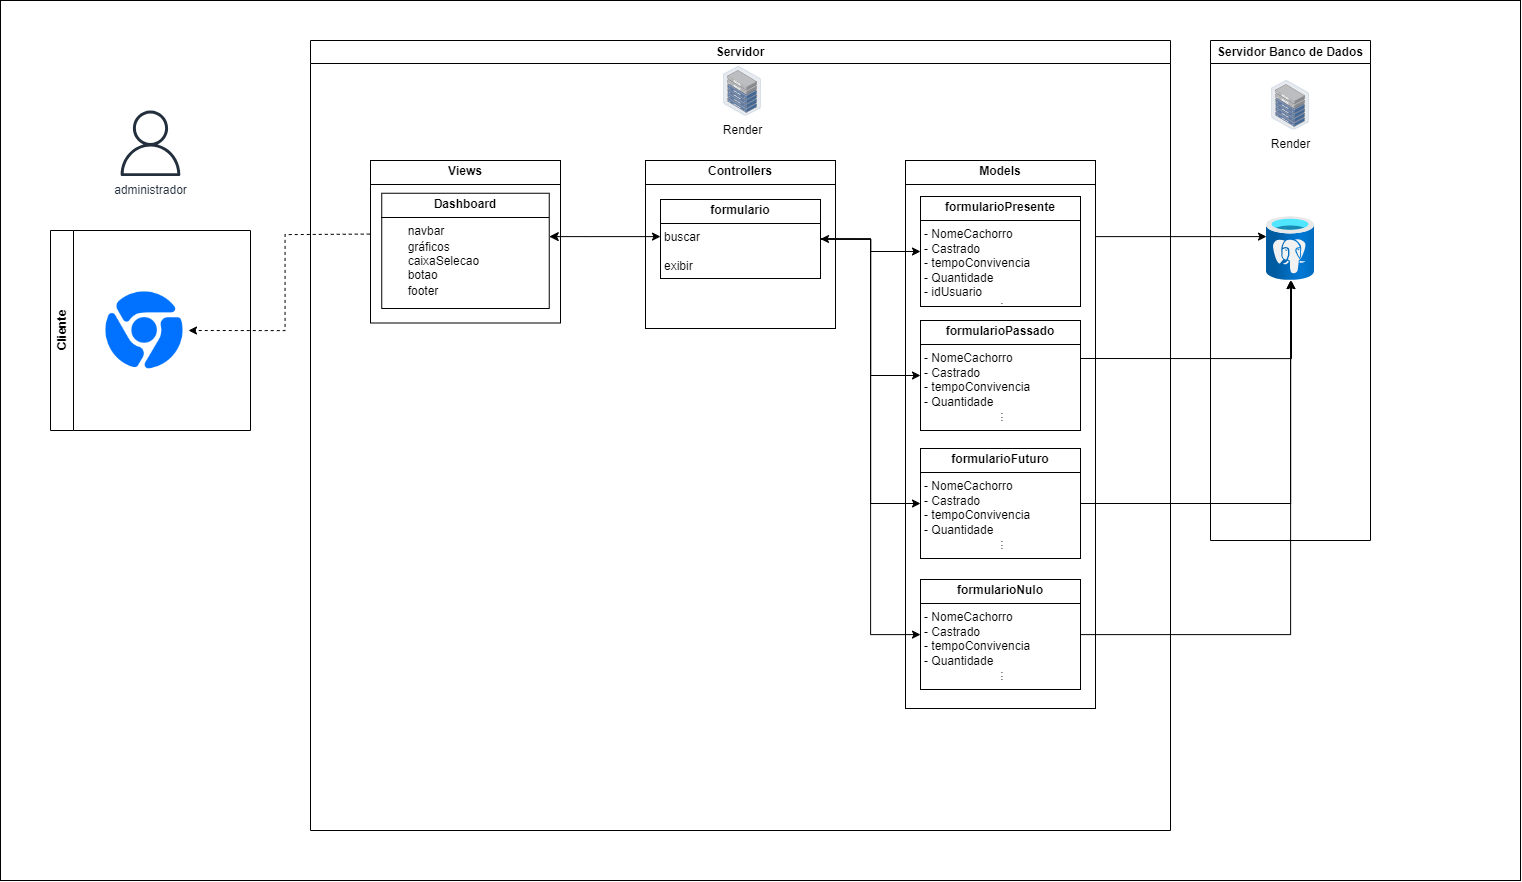 Servidor
Render
Servidor Banco de Dados
Render
administrador
Cliente
Views
Dashboard
navbar
gráficos
caixaSelecao
botao
footer
Controllers
formulario
buscar
exibir
Models
formularioPresente
- NomeCachorro
- Castrado
- tempoConvivencia
- Quantidade
- idUsuario
.
formularioPassado
- NomeCachorro
- Castrado
- tempoConvivencia
- Quantidade
⋮
formularioFuturo
- NomeCachorro
- Castrado
- tempoConvivencia
- Quantidade
⋮
formularioNulo
- NomeCachorro
- Castrado
- tempoConvivencia
- Quantidade
⋮